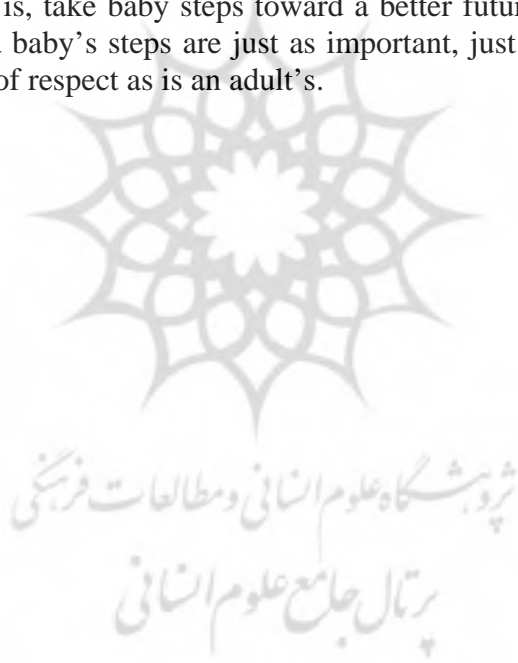 is, take baby steps toward a better futur
baby's steps are just as important, just
of respect as is an adult's.
پژوهشگاه علوم انسانی و مطالعات فرهنگی
پرتال جامع علوم انسانی